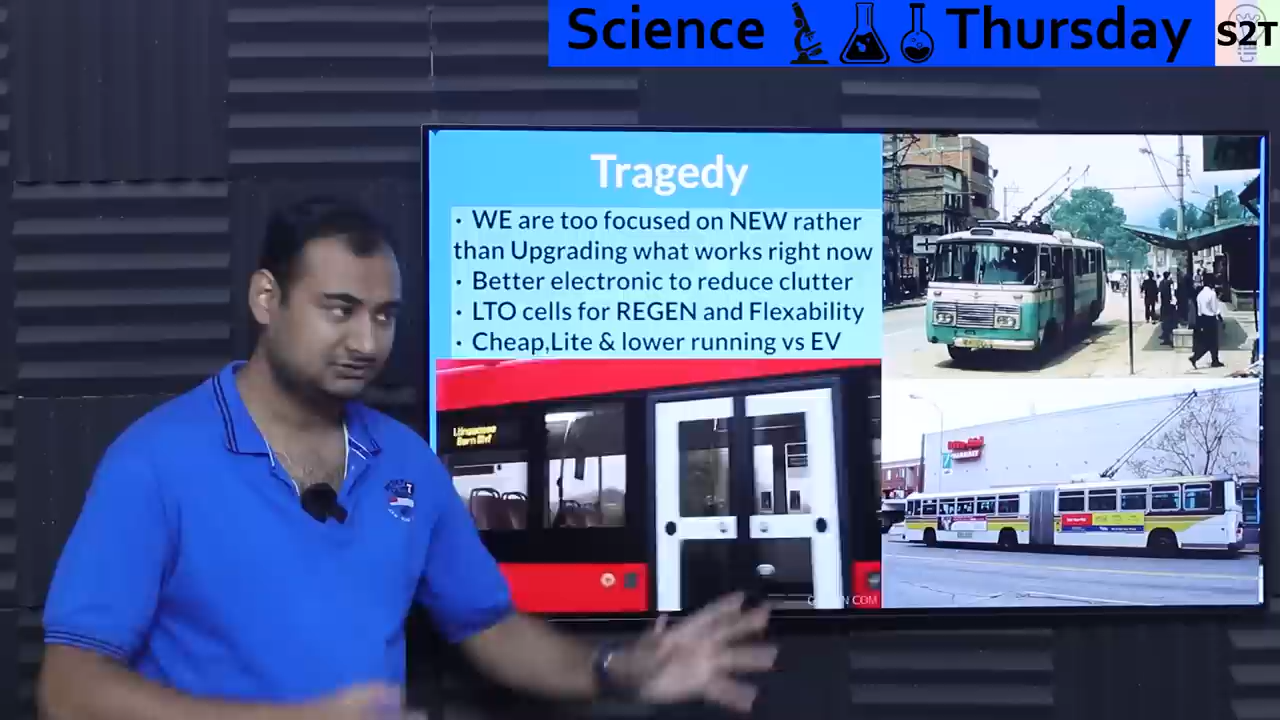 Science Thursday
S2T
Tragedy
• WE are too focused on NEW rather
than Upgrading what works right now
• Better electronic to reduce clutter
• LTO cells for REGEN and Flexability
• Cheap,Lite & lower running vs EV